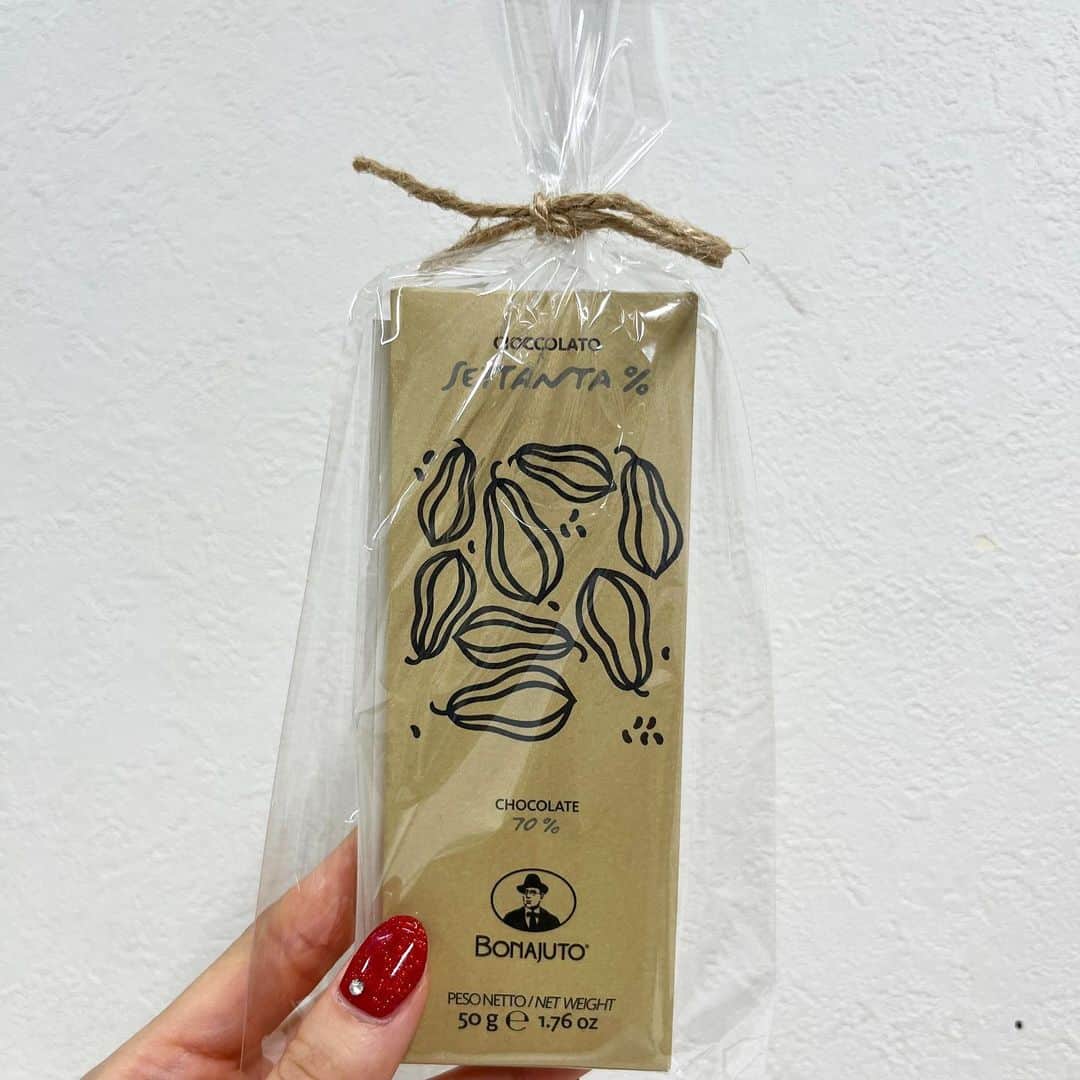 CIOCCOLATO
SETTANTA %
CHOCOLATE
70 %
BONAJUTO®
PESO NETTO / NET WEIGHT
50 g ℮ 1.76 oz